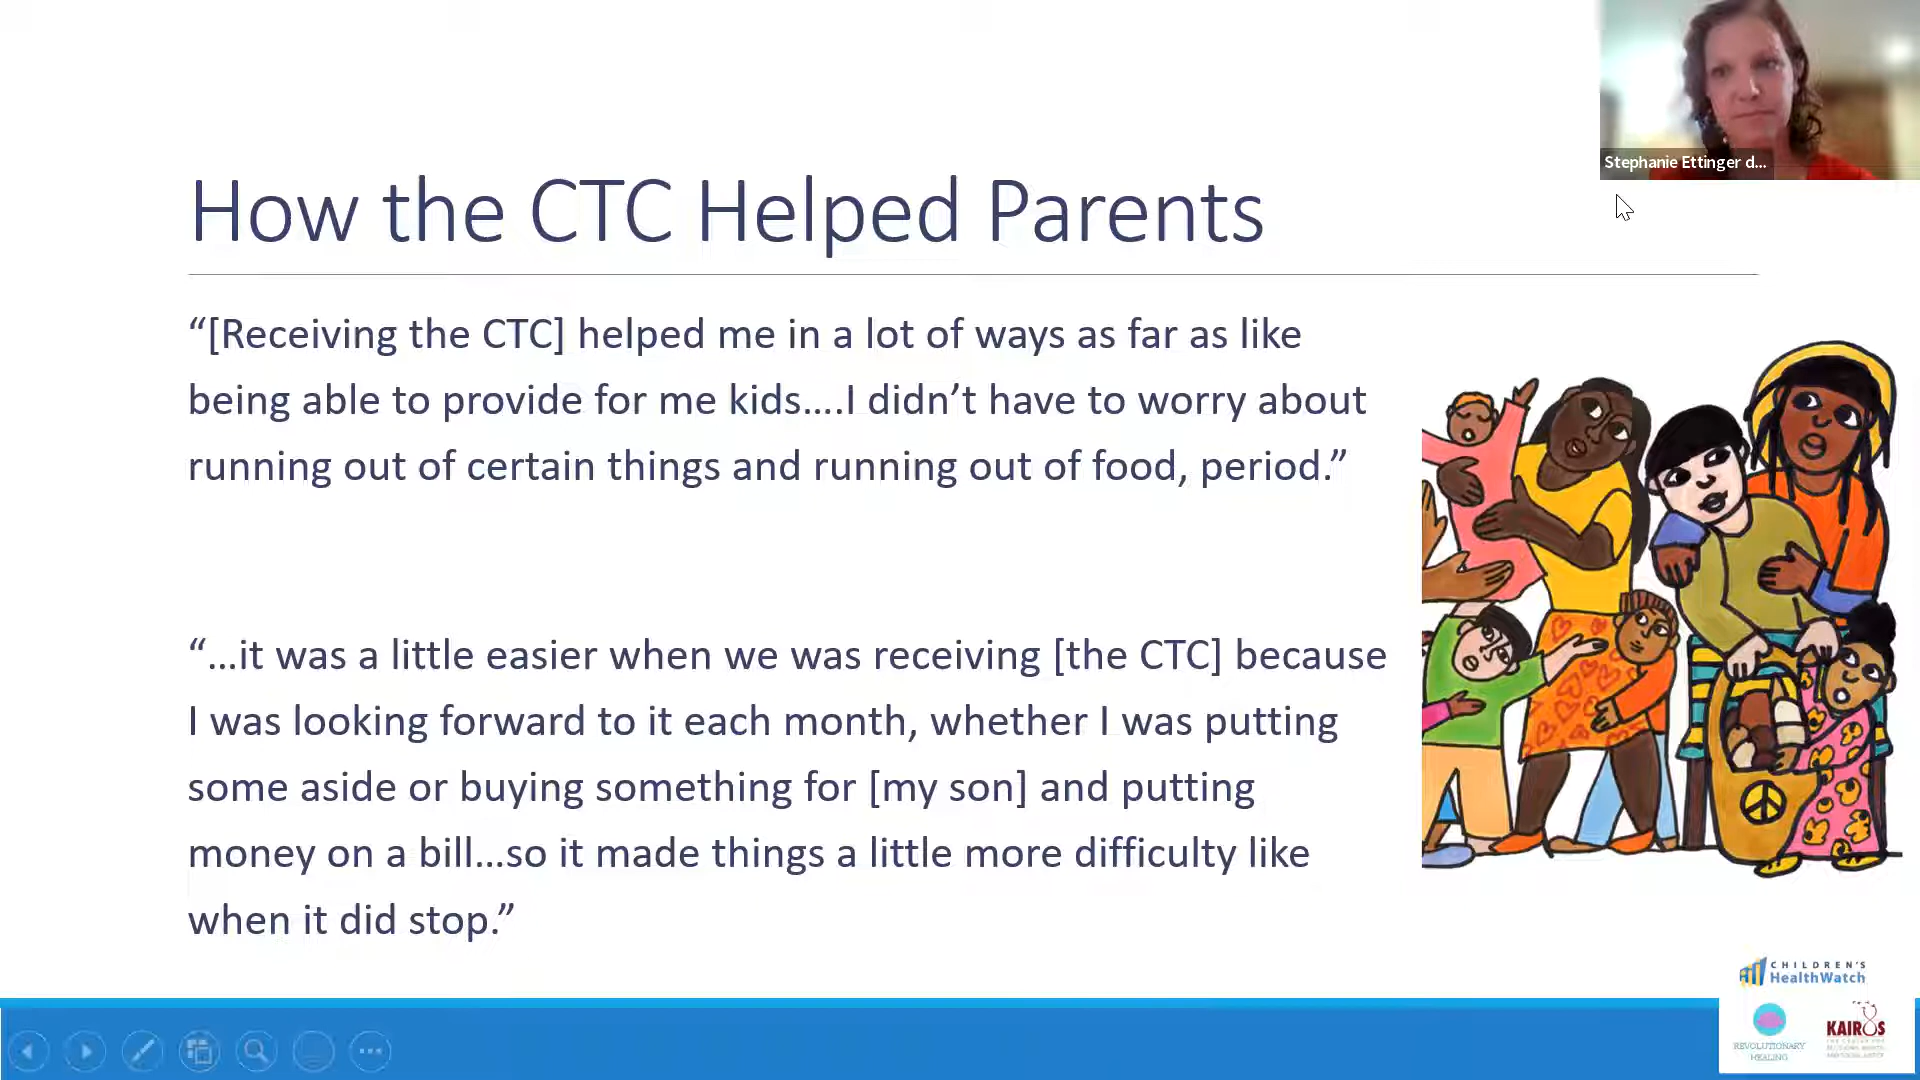 Stephanie Ettinger d...
How the CTC Helped Parents
“[Receiving the CTC] helped me in a lot of ways as far as like
being able to provide for me kids….I didn’t have to worry about
running out of certain things and running out of food, period.”
“…it was a little easier when we was receiving [the CTC] because
I was looking forward to it each month, whether I was putting
some aside or buying something for [my son] and putting
money on a bill…so it made things a little more difficulty like
when it did stop.”
CHILDREN'S
HealthWatch
REVOLUTIONARY
HEALING
KAIROS